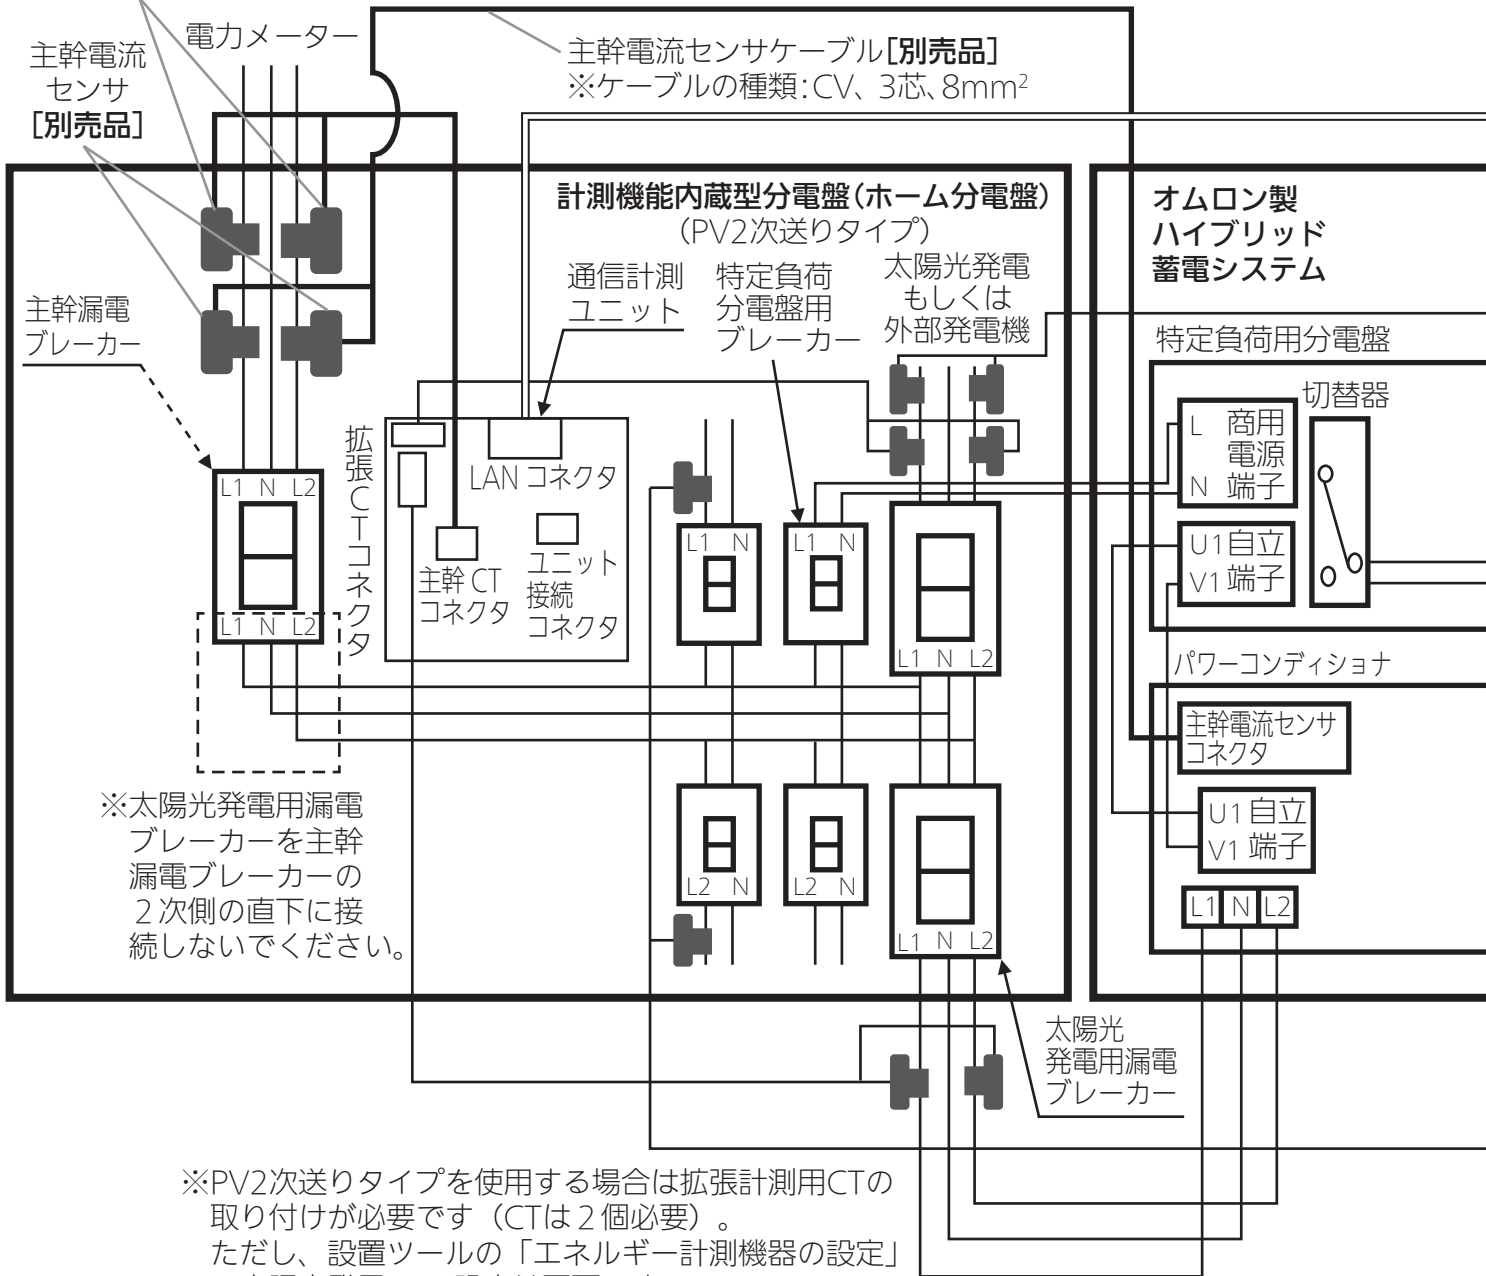 電力メーター
主幹電流
センサ
[別売品]
主幹電流センサケーブル[別売品]
※ケーブルの種類:CV、3芯、8mm²
計測機能内蔵型分電盤(ホーム分電盤)
(PV2次送りタイプ)
オムロン製
ハイブリッド
蓄電システム
主幹漏電
ブレーカー
通信計測
ユニット
特定負荷
分電盤用
ブレーカー
太陽光発電
もしくは
外部発電機
特定負荷用分電盤
切替器
L 商用
電源
N 端子
U1自立
V1端子
拡張CTコネクタ
LANコネクタ
主幹CT
コネクタ
ユニット
接続
コネクタ
L1 N L2
L1 N L2
L1 N
L1 N
L1 N L2
パワーコンディショナ
主幹電流センサ
コネクタ
U1自立
V1端子
L1 N L2
L2 N
L2 N
L1 N L2
※太陽光発電用漏電
ブレーカーを主幹
漏電ブレーカーの
2次側の直下に接
続しないでください。
太陽光
発電用漏電
ブレーカー
※PV2次送りタイプを使用する場合は拡張計測用CTの
取り付けが必要です(CTは2個必要)。
ただし、設置ツールの「エネルギー計測機器の設定」